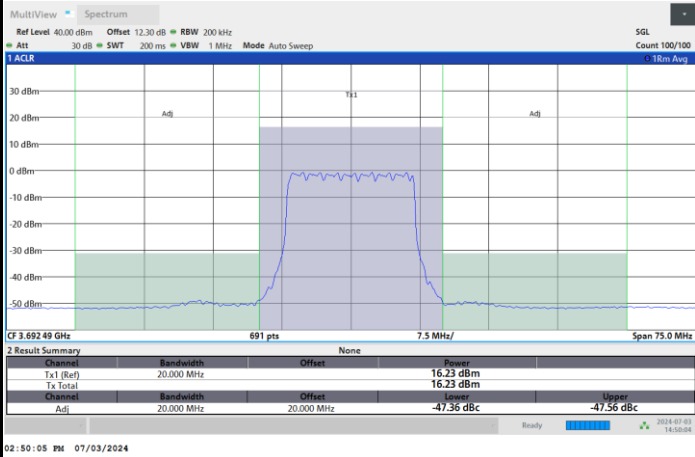 MultiView Spectrum
Ref Level 40.00 dBm Offset 12.30 dB RBW 200 kHz SGL
Att 30 dB SWT 200 ms VBW 1 MHz Mode Auto Sweep Count 100/100
1 ACLR 1Rm Avg
30 dBm
Tx1
20 dBm Adj Adj
10 dBm
0 dBm
-10 dBm
-20 dBm
-30 dBm
-40 dBm
-50 dBm
CF 3.692 49 GHz 691 pts 7.5 MHz/ Span 75.0 MHz
2 Result Summary None
Channel Bandwidth Offset Power
Tx1 (Ref) 20.000 MHz 16.23 dBm
Tx Total 16.23 dBm
Channel Bandwidth Offset Lower Upper
Adj 20.000 MHz 20.000 MHz -47.36 dBc -47.56 dBc
Ready 2024-07-03
14:50:04
02:50:05 PM 07/03/2024